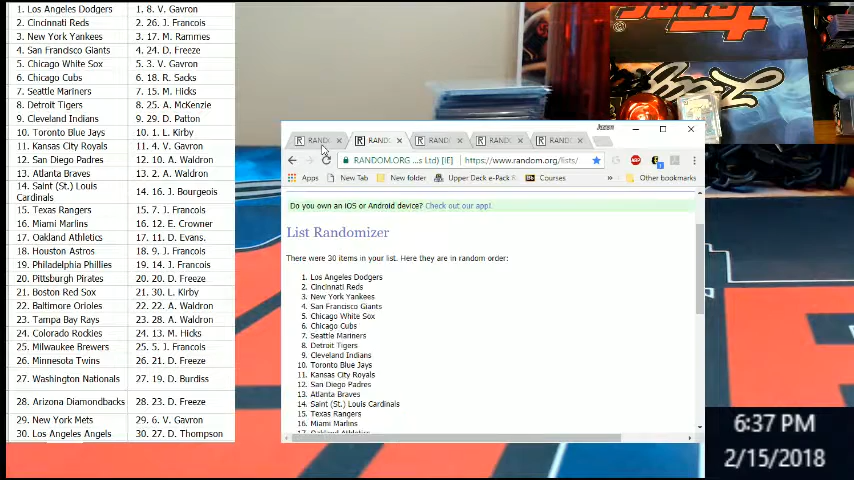 1. Los Angeles Dodgers 1. 8. V. Gavron
2. Cincinnati Reds 2. 26. J. Francois
3. New York Yankees 3. 17. M. Rammes
4. San Francisco Giants 4. 24. D. Freeze
5. Chicago White Sox 5. 3. V. Gavron
6. Chicago Cubs 6. 18. R. Sacks
7. Seattle Mariners 7. 15. M. Hicks
8. Detroit Tigers 8. 25. A. McKenzie
9. Cleveland Indians 9. 29. D. Patton
10. Toronto Blue Jays 10. 1. L. Kirby
11. Kansas City Royals 11. 4. V. Gavron
12. San Diego Padres 12. 10. A. Waldron
13. Atlanta Braves 13. 2. A. Waldron
14. Saint (St.) Louis
Cardinals 14. 16. J. Bourgeois
15. Texas Rangers 15. 7. J. Francois
16. Miami Marlins 16. 12. E. Crowner
17. Oakland Athletics 17. 11. D. Evans.
18. Houston Astros 18. 9. J. Francois
19. Philadelphia Phillies 19. 14. J. Francois
20. Pittsburgh Pirates 20. 20. D. Freeze
21. Boston Red Sox 21. 30. L. Kirby
22. Baltimore Orioles 22. 22. A. Waldron
23. Tampa Bay Rays 23. 28. A. Waldron
24. Colorado Rockies 24. 13. M. Hicks
25. Milwaukee Brewers 25. 5. J. Francois
26. Minnesota Twins 26. 21. D. Freeze
27. Washington Nationals 27. 19. D. Burdiss
28. Arizona Diamondbacks 28. 23. D. Freeze
29. New York Mets 29. 6. V. Gavron
30. Los Angeles Angels 30. 27. D. Thompson
RANDOM.ORG ...s Ltd) [IE] https://www.random.org/lists/
Apps New Tab New folder Upper Deck e-Pack B Courses » Other bookmarks
Do you own an iOS or Android device? Check out our app!
List Randomizer
There were 30 items in your list. Here they are in random order:
1. Los Angeles Dodgers
2. Cincinnati Reds
3. New York Yankees
4. San Francisco Giants
5. Chicago White Sox
6. Chicago Cubs
7. Seattle Mariners
8. Detroit Tigers
9. Cleveland Indians
10. Toronto Blue Jays
11. Kansas City Royals
12. San Diego Padres
13. Atlanta Braves
14. Saint (St.) Louis Cardinals
15. Texas Rangers
16. Miami Marlins
17. Oakland Athletics
6:37 PM
2/15/2018